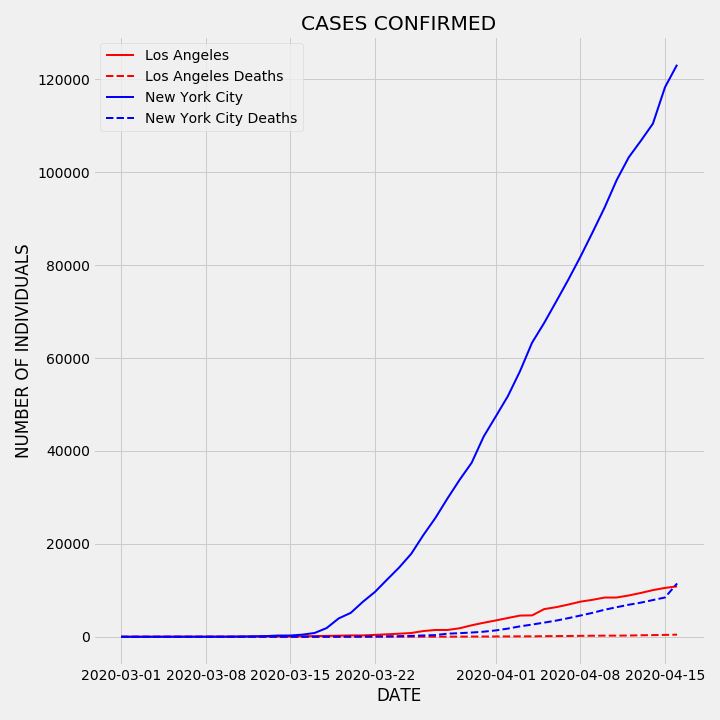 CASES CONFIRMED
Los Angeles
Los Angeles Deaths
New York City
New York City Deaths
120000
100000
80000
60000
40000
20000
0
NUMBER OF INDIVIDUALS
2020-03-01 2020-03-08 2020-03-15 2020-03-22 2020-04-01 2020-04-08 2020-04-15
DATE